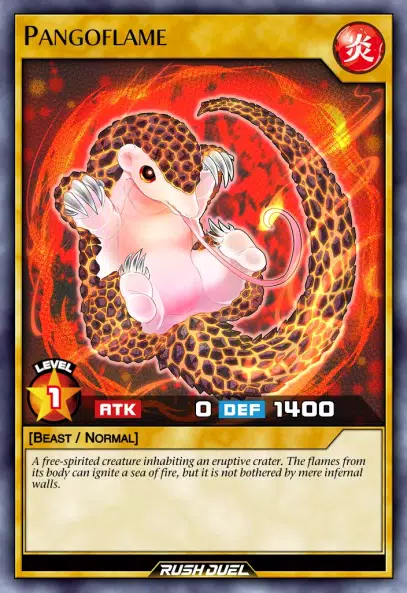 PANGOFLAME
炎
LEVEL
1
ATK 0 DEF 1400
[BEAST / NORMAL]
A free-spirited creature inhabiting an eruptive crater. The flames from
its body can ignite a sea of fire, but it is not bothered by mere infernal
walls.
RUSH DUEL